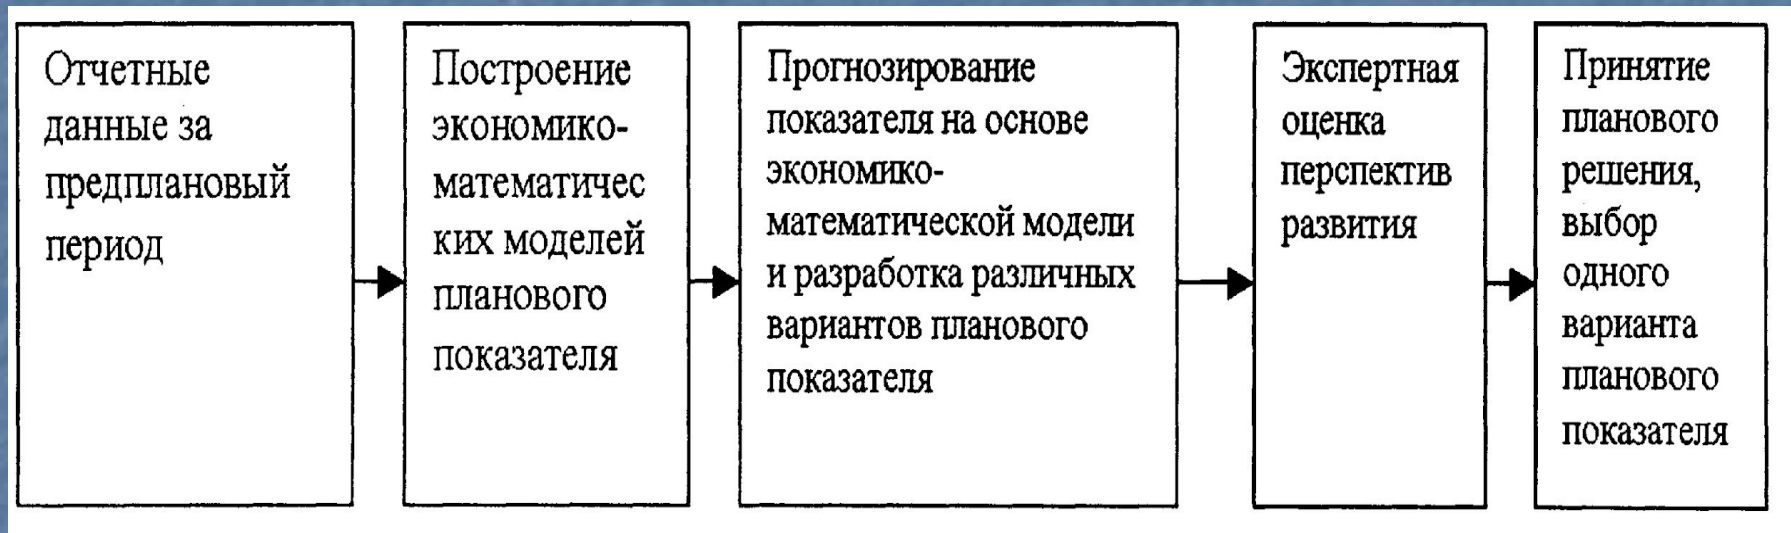 Отчетные
данные за
предплановый
период
Построение
экономико-
математичес
ких моделей
планового
показателя
Прогнозирование
показателя на основе
экономико-
математической модели
и разработка различных
вариантов планового
показателя
Экспертная
оценка
перспектив
развития
Принятие
планового
решения,
выбор
одного
варианта
планового
показателя